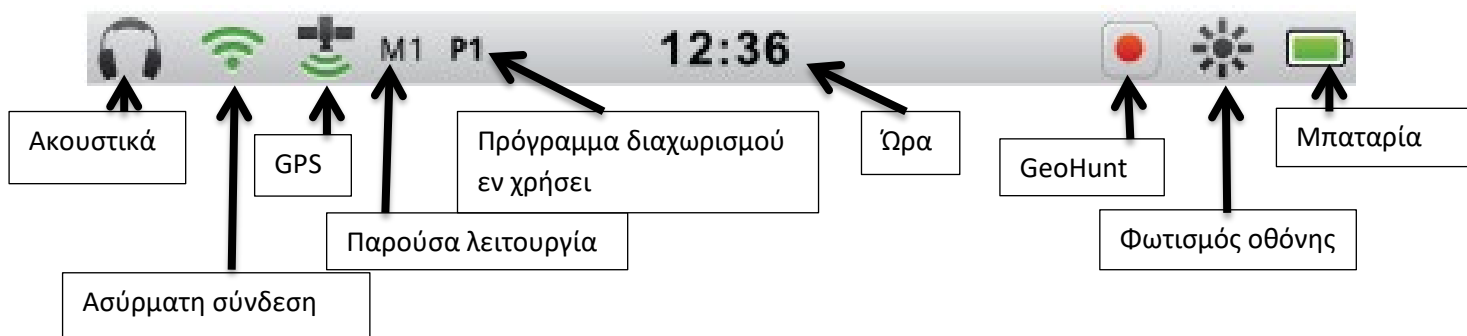 M1 P1 12:36
Ακουστικά
GPS
Πρόγραμμα διαχωρισμού
εν χρήσει
Ώρα
GeoHunt
Μπαταρία
Παρούσα λειτουργία
Φωτισμός οθόνης
Ασύρματη σύνδεση